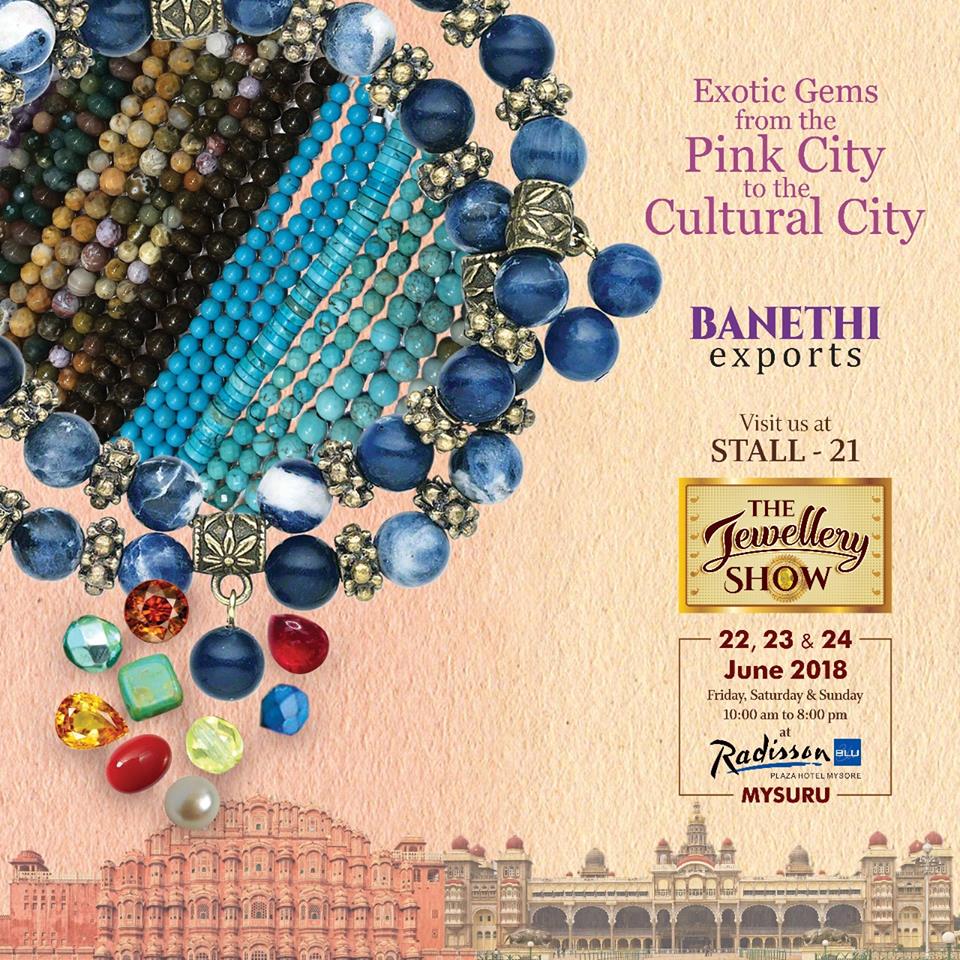 Exotic Gems
from the
Pink City
to the
Cultural City
BANETHI
exports
Visit us at
STALL - 21
THE
Jewellery
SHOW
22, 23 & 24
June 2018
Friday, Saturday & Sunday
10:00 am to 8:00 pm
at
Radisson BLU
PLAZA HOTEL MYSORE
MYSURU